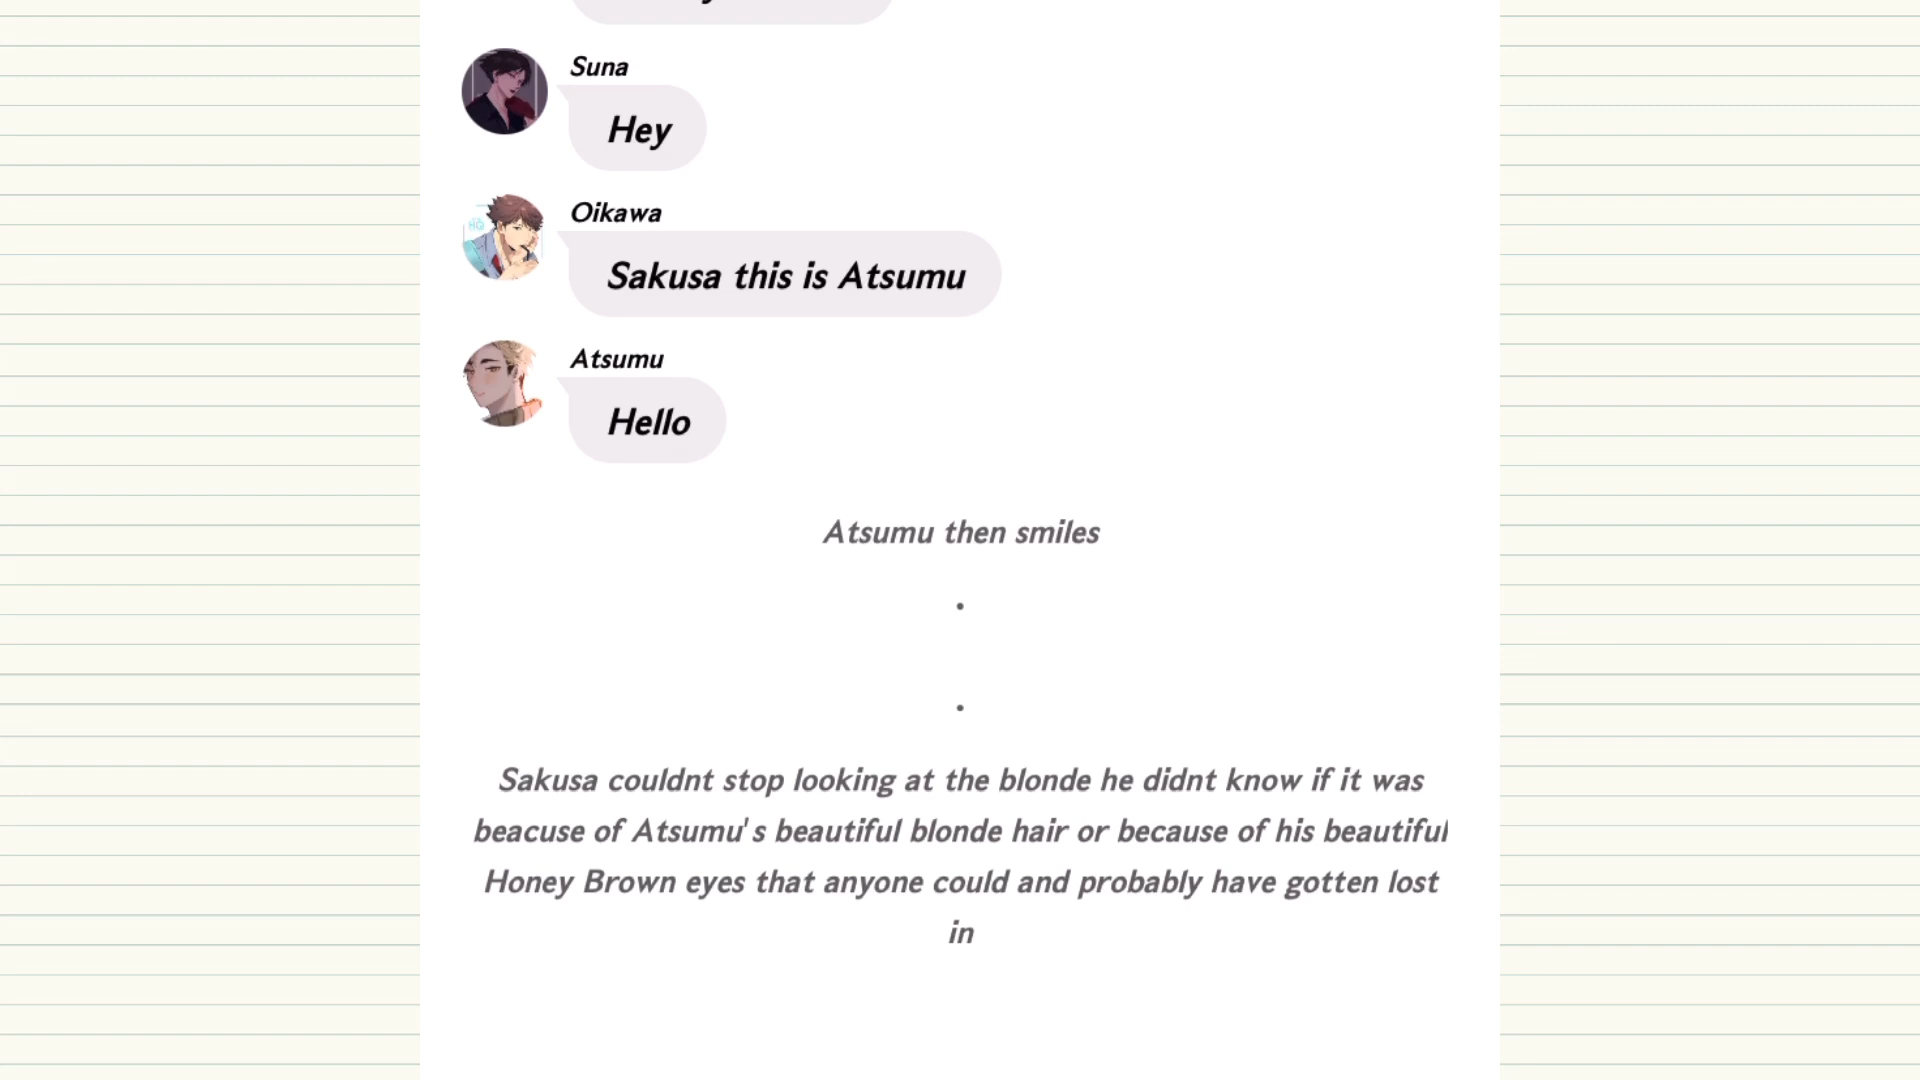 Suna
Hey
Oikawa
HQ
Sakusa this is Atsumu
Atsumu
Hello
Atsumu then smiles
.
.
Sakusa couldnt stop looking at the blonde he didnt know if it was
beacuse of Atsumu's beautiful blonde hair or because of his beautiful
Honey Brown eyes that anyone could and probably have gotten lost
in